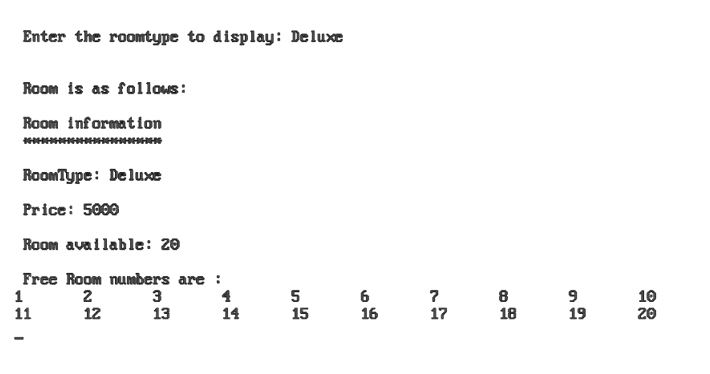 Enter the roomtype to display: Deluxe
Room is as follows:
Room information
****************
RoomType: Deluxe
Price: 5000
Room available: 20
Free Room numbers are :
1 2 3 4 5 6 7 8 9 10
11 12 13 14 15 16 17 18 19 20
_